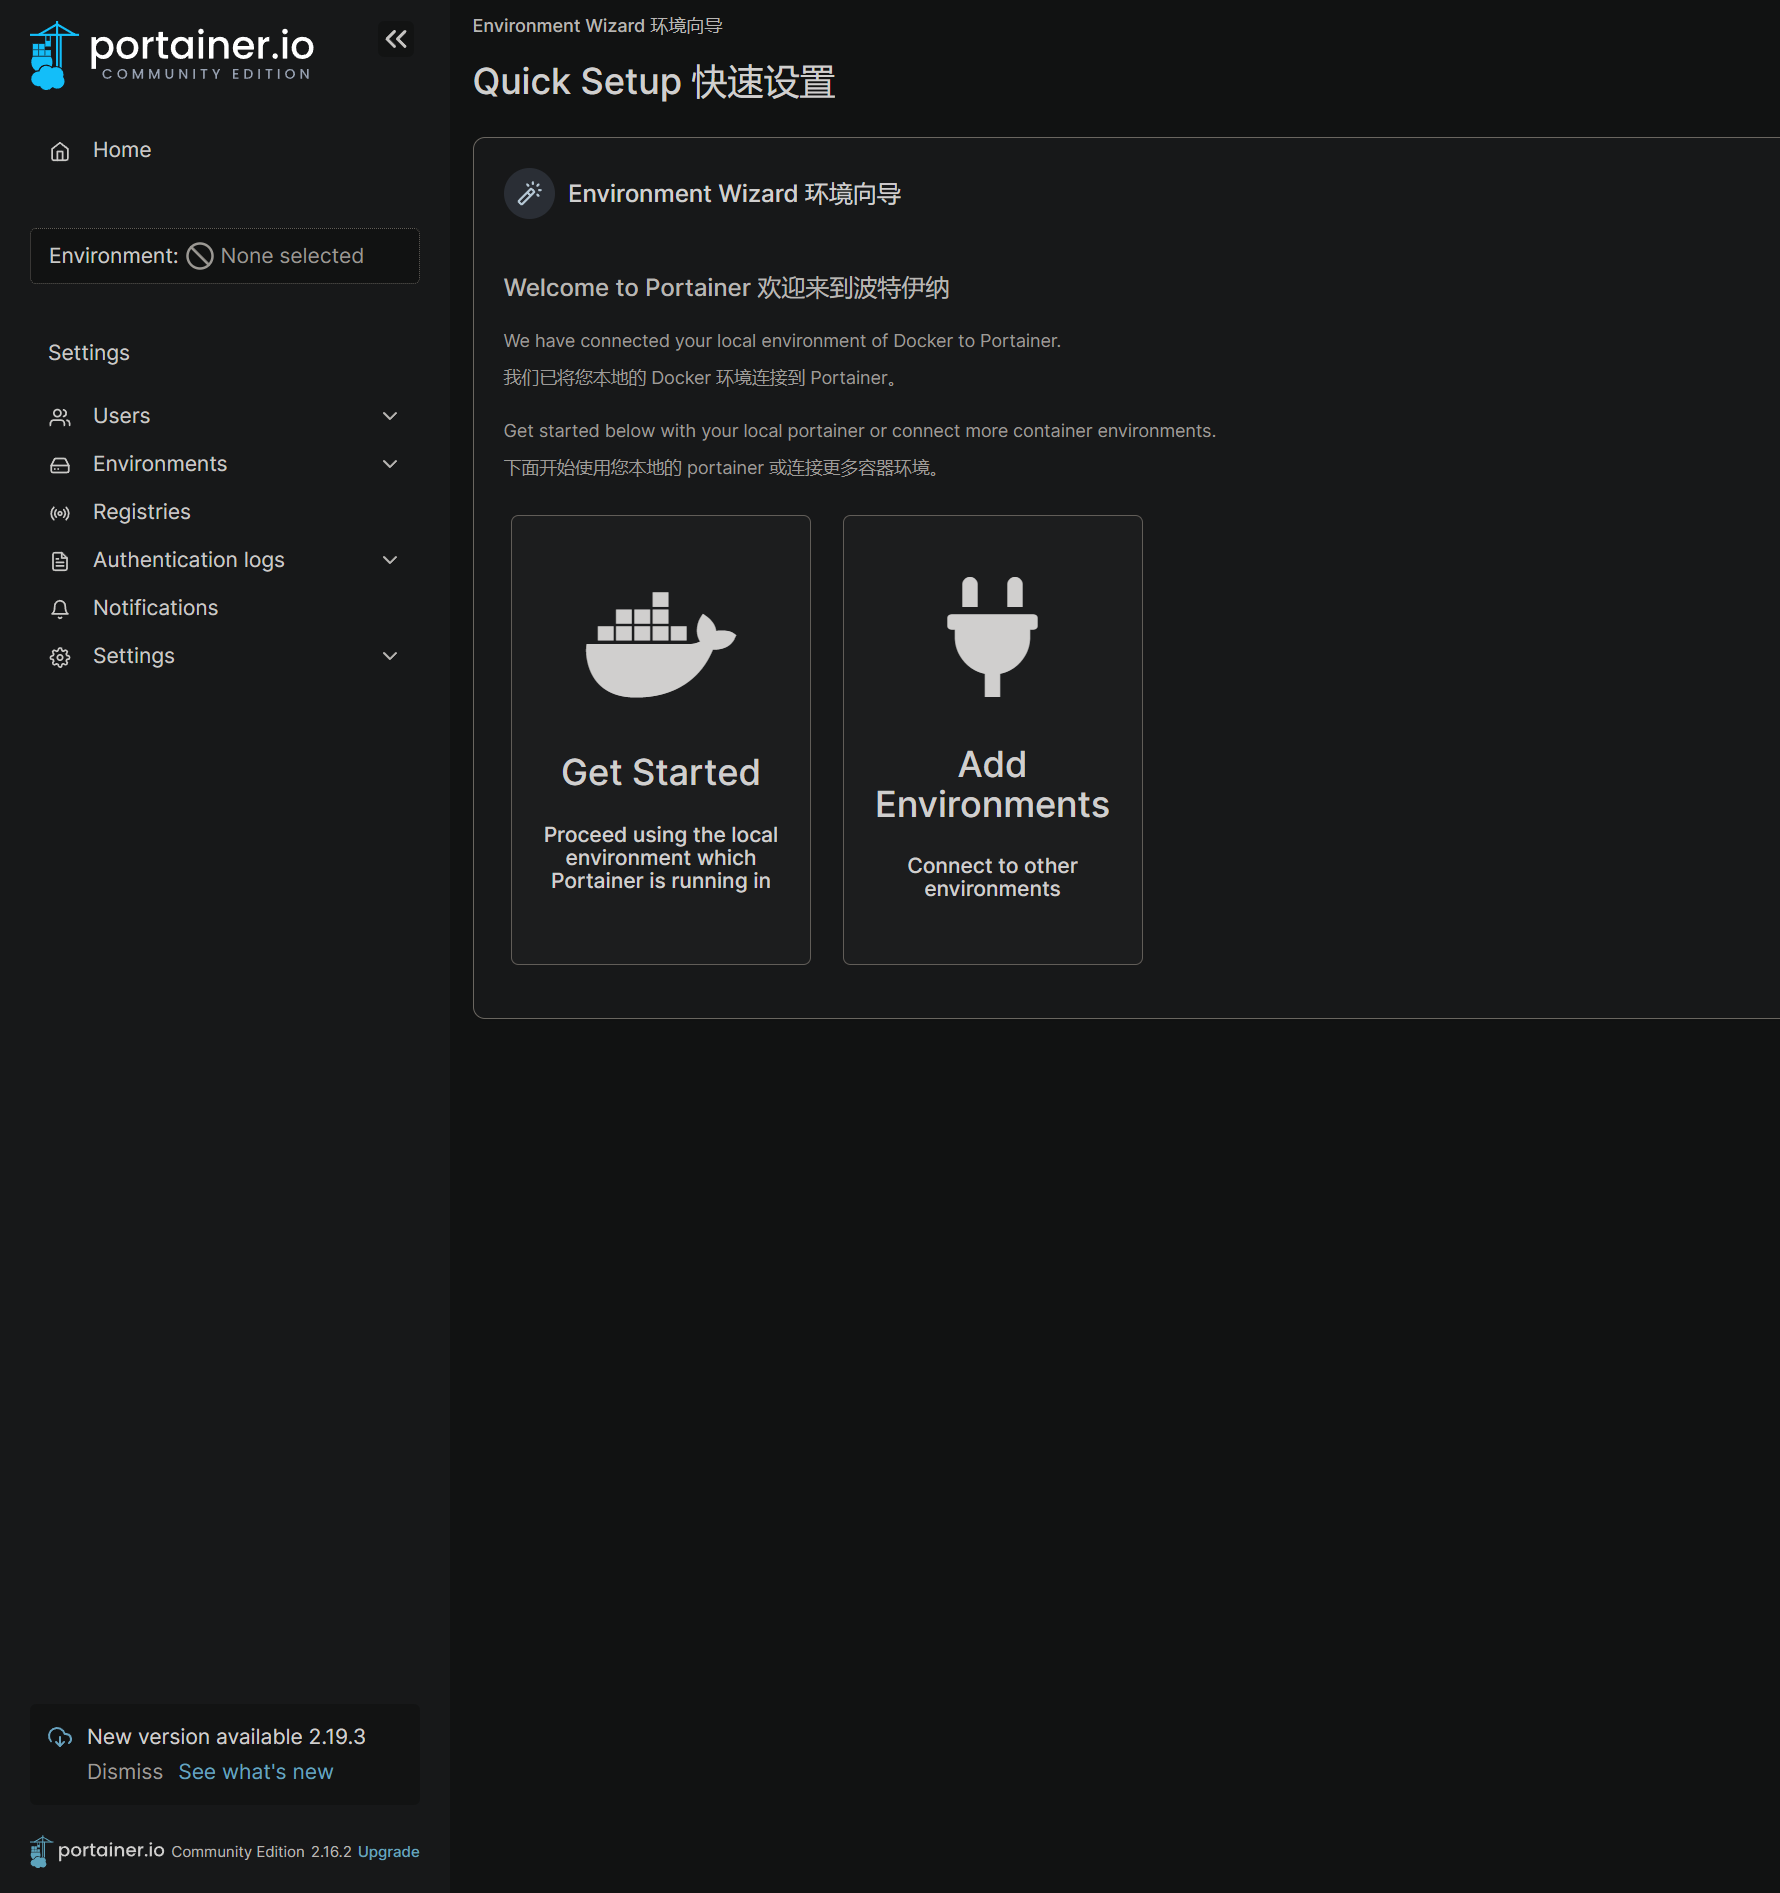 portainer.io
COMMUNITY EDITION
Home
Environment: None selected
Settings
Users
Environments
Registries
Authentication logs
Notifications
Settings
New version available 2.19.3
Dismiss See what's new
portainer.io Community Edition 2.16.2 Upgrade
Environment Wizard 环境向导
Quick Setup 快速设置
Environment Wizard 环境向导
Welcome to Portainer 欢迎来到波特伊纳
We have connected your local environment of Docker to Portainer.
我们已将您本地的 Docker 环境连接到 Portainer。
Get started below with your local portainer or connect more container environments.
下面开始使用您本地的 portainer 或连接更多容器环境。
Get Started
Proceed using the local
environment which
Portainer is running in
Add
Environments
Connect to other
environments